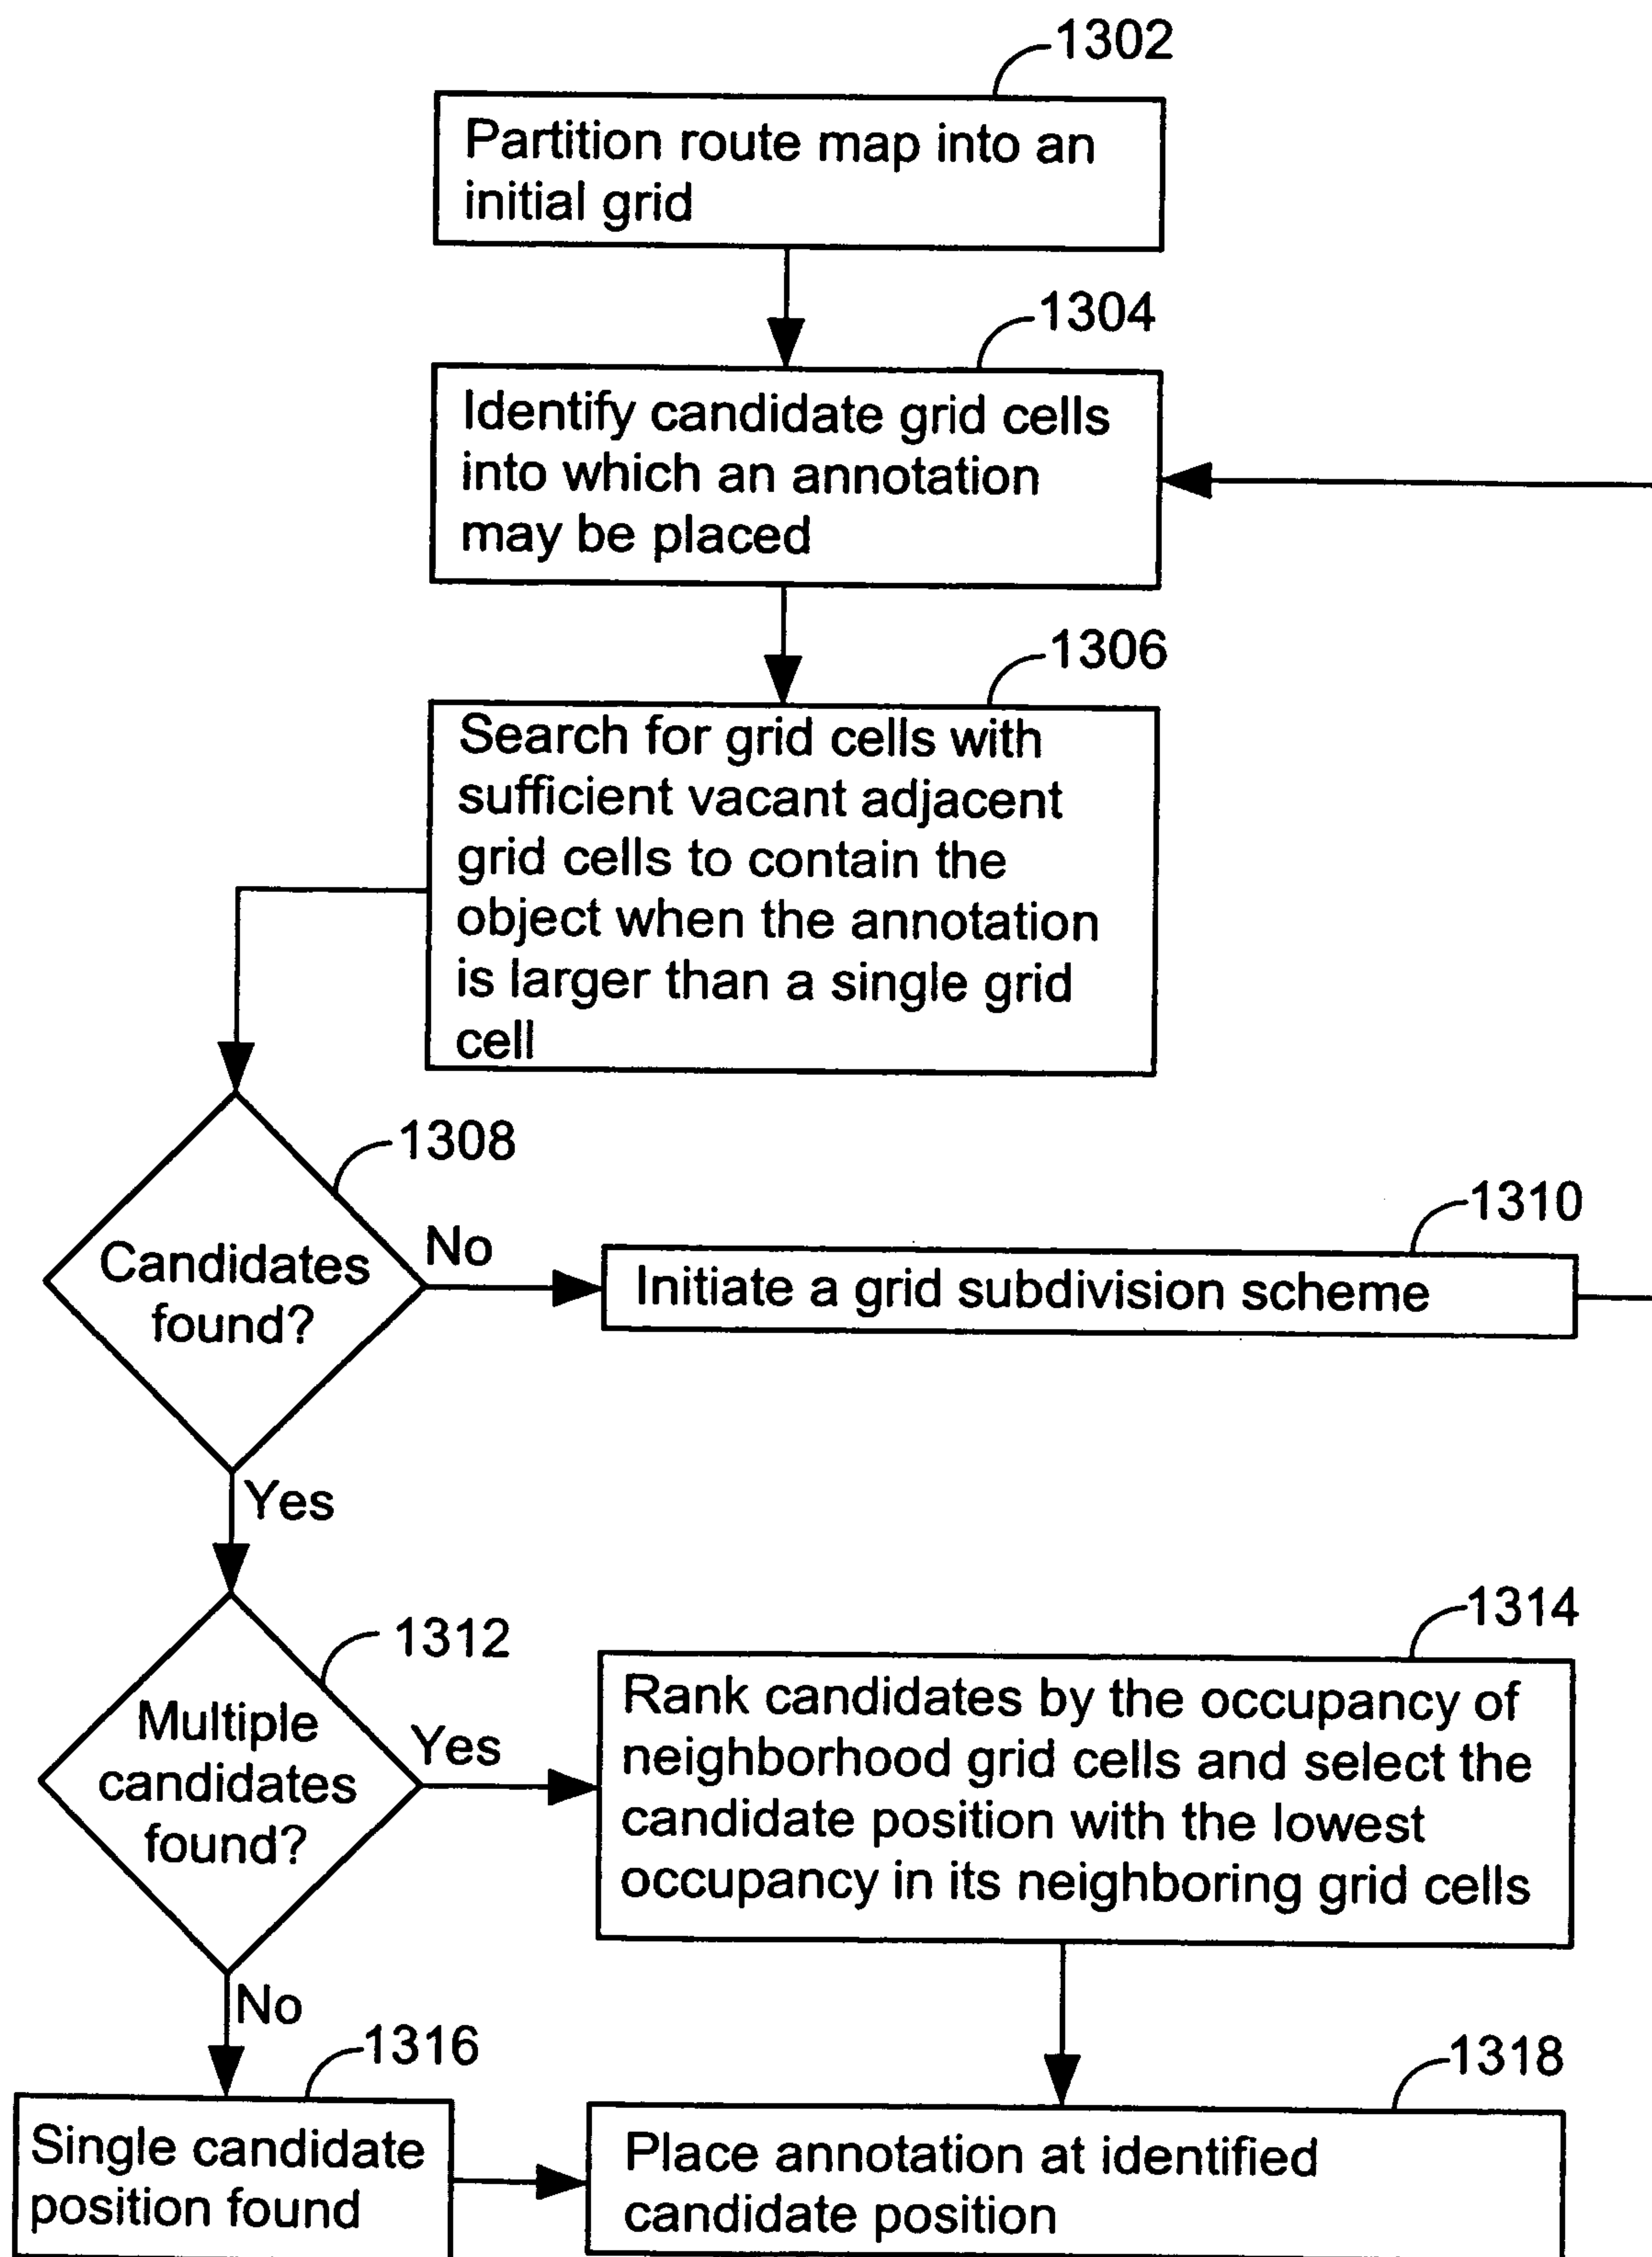 1302
Partition route map into an
initial grid
1304
Identify candidate grid cells
into which an annotation
may be placed
1306
Search for grid cells with
sufficient vacant adjacent
grid cells to contain the
object when the annotation
is larger than a single grid
cell
1308
Candidates
found?
No
1310
Initiate a grid subdivision scheme
Yes
1312
Multiple
candidates
found?
Yes
1314
Rank candidates by the occupancy of
neighborhood grid cells and select the
candidate position with the lowest
occupancy in its neighboring grid cells
No
1316
Single candidate
position found
1318
Place annotation at identified
candidate position